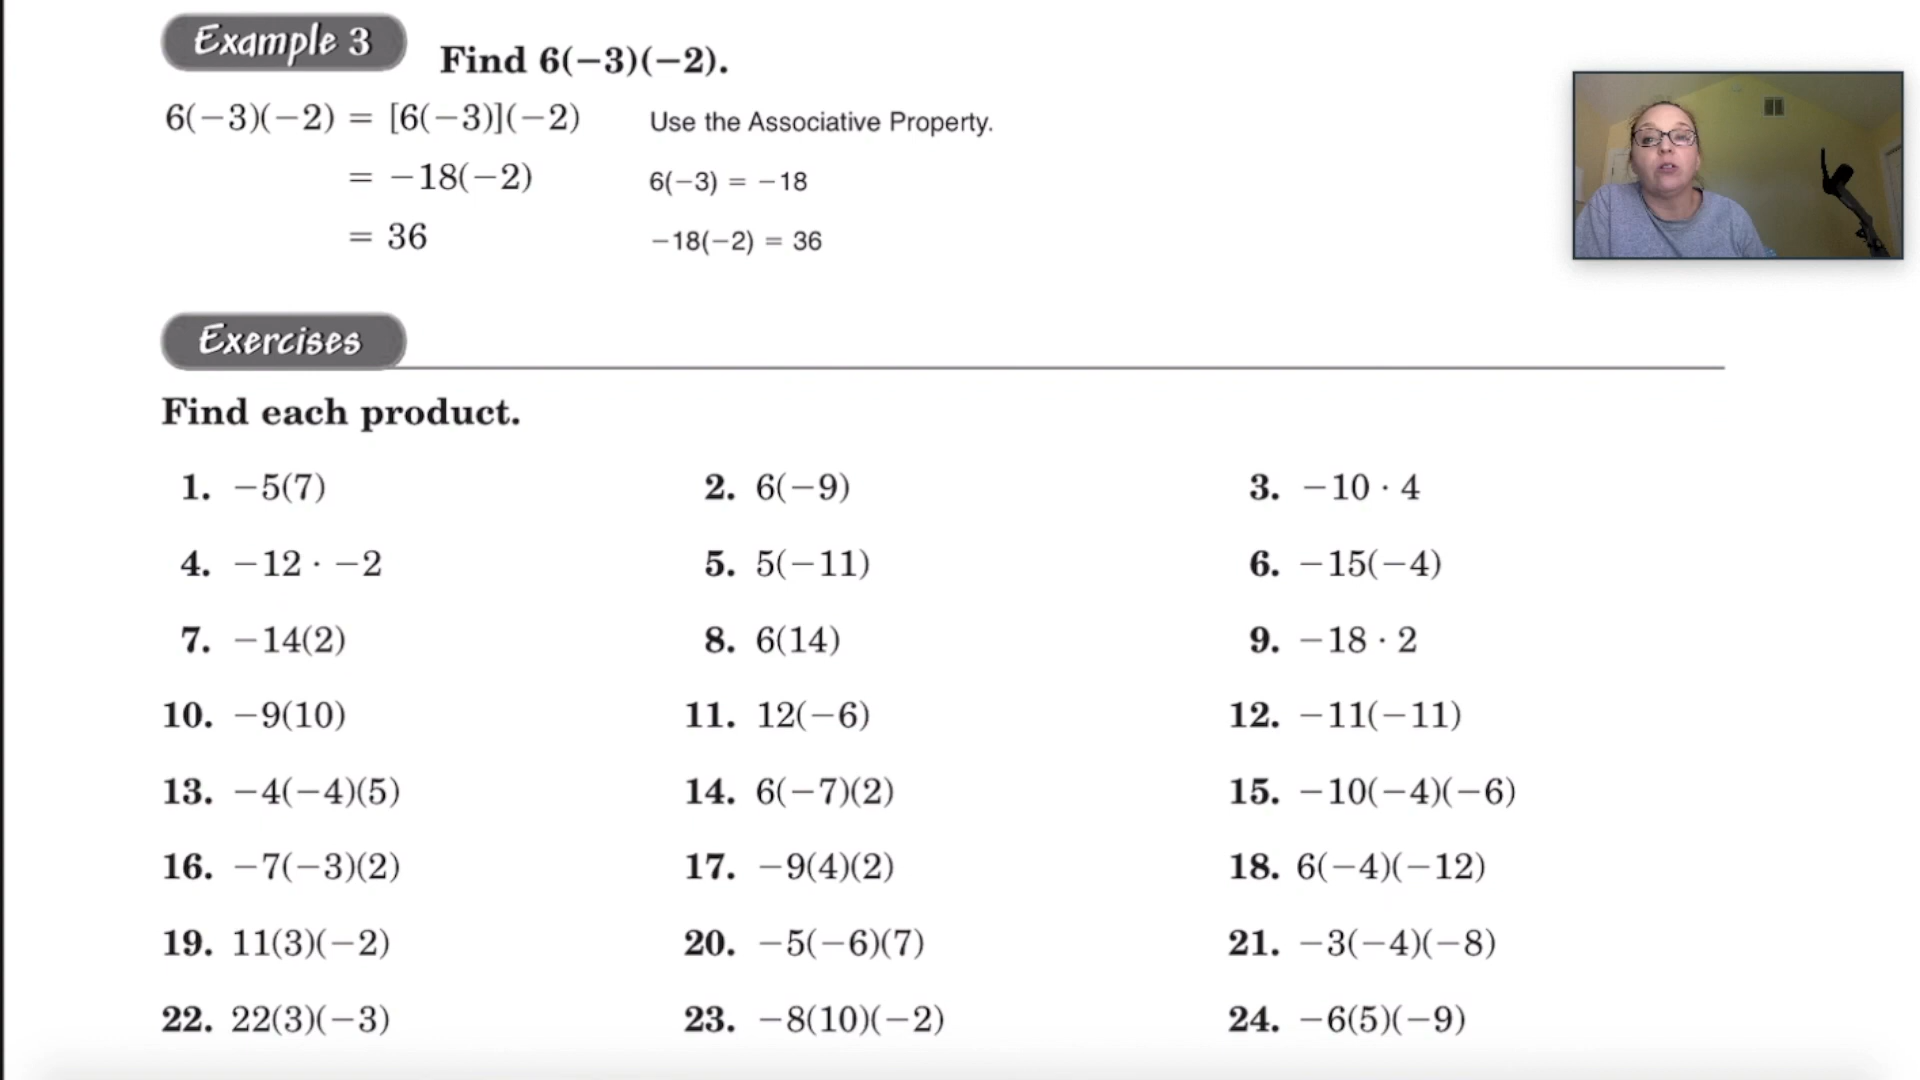 Example 3 Find 6(−3)(−2).
6(−3)(−2) = [6(−3)](−2) Use the Associative Property.
= −18(−2) 6(−3) = −18
= 36 −18(−2) = 36
Exercises
Find each product.
1. −5(7) 2. 6(−9) 3. −10 · 4
4. −12 · −2 5. 5(−11) 6. −15(−4)
7. −14(2) 8. 6(14) 9. −18 · 2
10. −9(10) 11. 12(−6) 12. −11(−11)
13. −4(−4)(5) 14. 6(−7)(2) 15. −10(−4)(−6)
16. −7(−3)(2) 17. −9(4)(2) 18. 6(−4)(−12)
19. 11(3)(−2) 20. −5(−6)(7) 21. −3(−4)(−8)
22. 22(3)(−3) 23. −8(10)(−2) 24. −6(5)(−9)